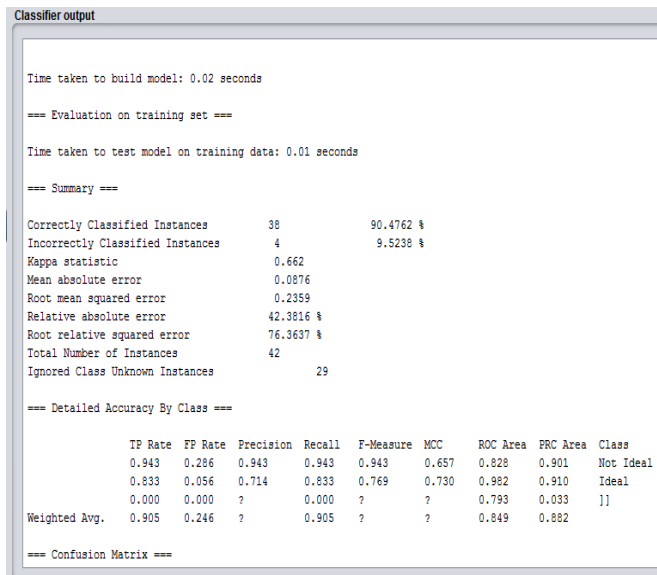 Classifier output
Time taken to build model: 0.02 seconds
=== Evaluation on training set ===
Time taken to test model on training data: 0.01 seconds
=== Summary ===
Correctly Classified Instances 38 90.4762 %
Incorrectly Classified Instances 4 9.5238 %
Kappa statistic 0.662
Mean absolute error 0.0876
Root mean squared error 0.2359
Relative absolute error 42.3816 %
Root relative squared error 76.3637 %
Total Number of Instances 42
Ignored Class Unknown Instances 29
=== Detailed Accuracy By Class ===
TP Rate FP Rate Precision Recall F-Measure MCC ROC Area PRC Area Class
0.943 0.286 0.943 0.943 0.943 0.657 0.828 0.901 Not Ideal
0.833 0.056 0.714 0.833 0.769 0.730 0.982 0.910 Ideal
0.000 0.000 ? 0.000 ? ? 0.793 0.033 ]]
Weighted Avg. 0.905 0.246 ? 0.905 ? ? 0.849 0.882
=== Confusion Matrix ===